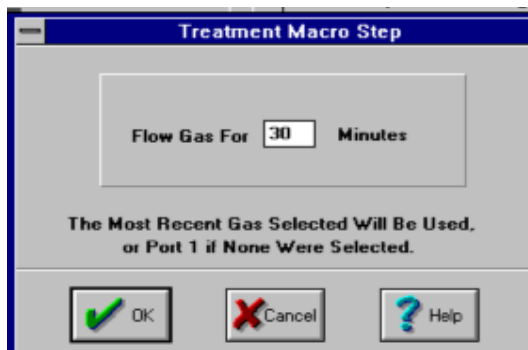 Treatment Macro Step
Flow Gas For 30 Minutes
The Most Recent Gas Selected Will Be Used,
or Port 1 if None Were Selected.
OK Cancel Help